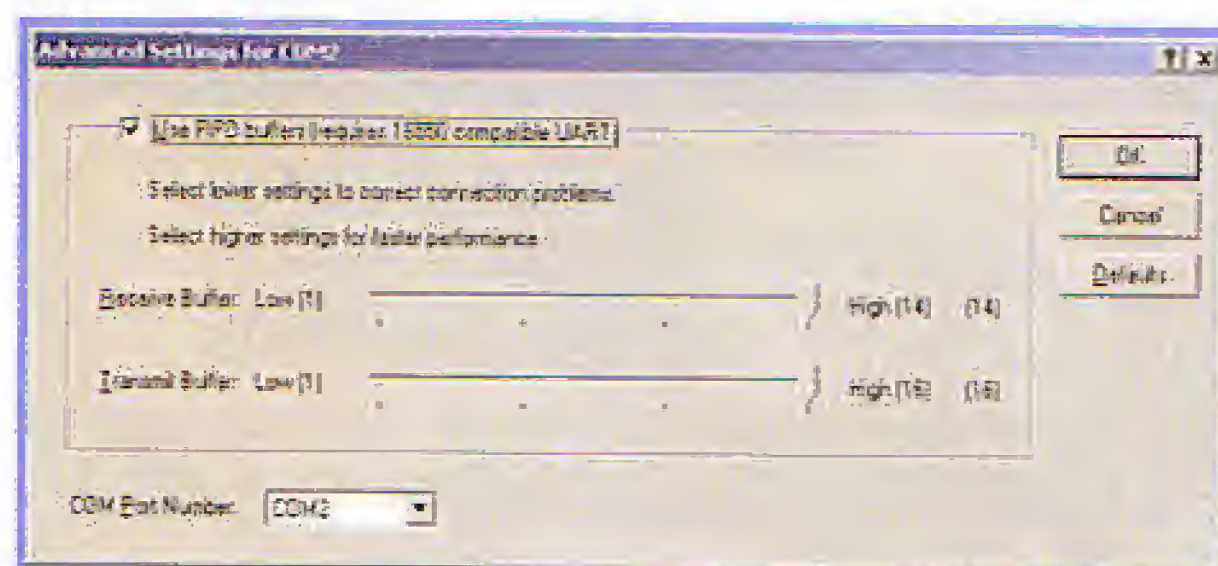 Advanced Settings for COM2
Use FIFO buffers (requires 16550 compatible UART)
Select lower settings to correct connection problems.
Select higher settings for faster performance.
Receive Buffer: Low (1) High (14) (14)
Transmit Buffer: Low (1) High (16) (16)
COM Port Number: COM2
OK
Cancel
Defaults